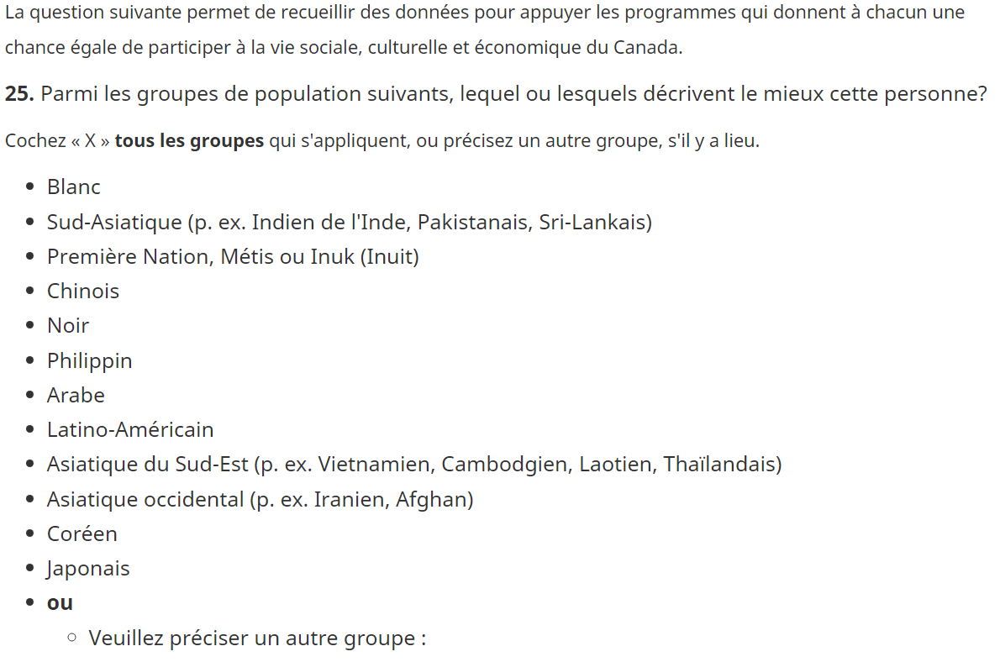 La question suivante permet de recueillir des données pour appuyer les programmes qui donnent à chacun une
chance égale de participer à la vie sociale, culturelle et économique du Canada.
25. Parmi les groupes de population suivants, lequel ou lesquels décrivent le mieux cette personne?
Cochez « X » tous les groupes qui s'appliquent, ou précisez un autre groupe, s'il y a lieu.
• Blanc
• Sud-Asiatique (p. ex. Indien de l'Inde, Pakistanais, Sri-Lankais)
• Première Nation, Métis ou Inuk (Inuit)
• Chinois
• Noir
• Philippin
• Arabe
• Latino-Américain
• Asiatique du Sud-Est (p. ex. Vietnamien, Cambodgien, Laotien, Thaïlandais)
• Asiatique occidental (p. ex. Iranien, Afghan)
• Coréen
• Japonais
• ou
◦ Veuillez préciser un autre groupe :